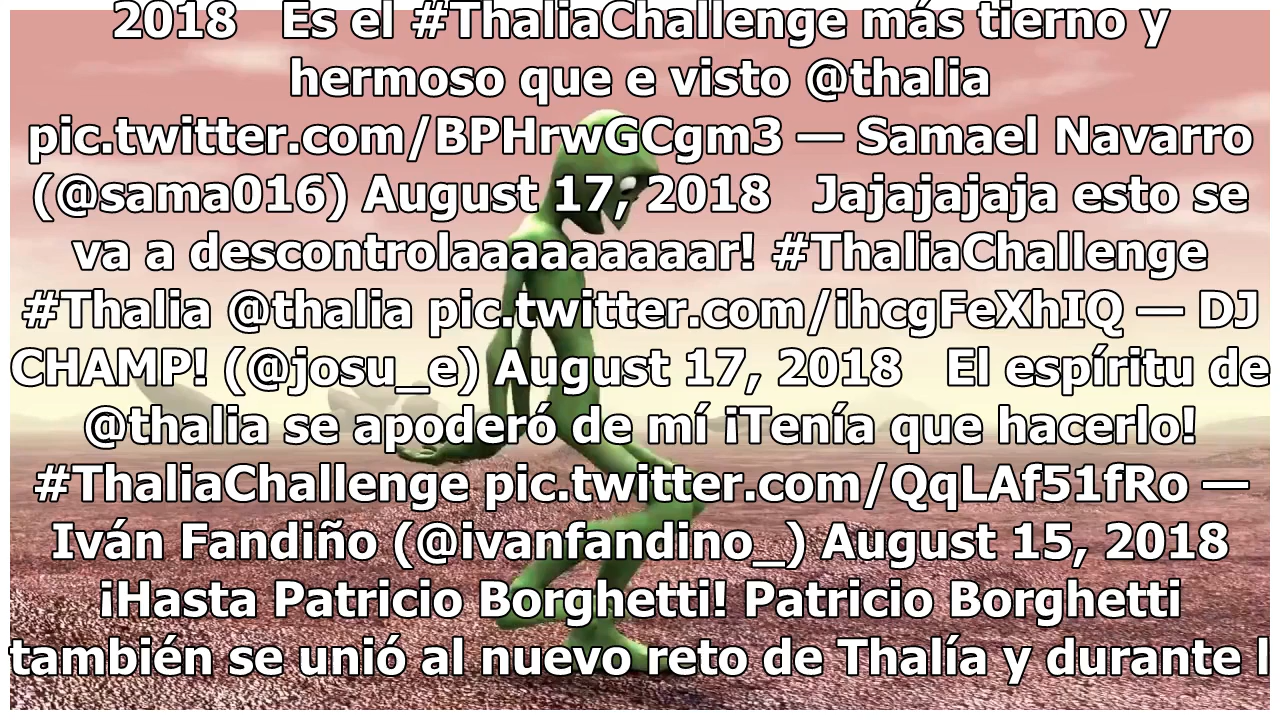 2018 Es el #ThaliaChallenge más tierno y
hermoso que e visto @thalia
pic.twitter.com/BPHrwGCgm3 — Samael Navarro
(@sama016) August 17, 2018 Jajajajaja esto se
va a descontrolaaaaaaaaar! #ThaliaChallenge
#Thalia @thalia pic.twitter.com/ihcgFeXhIQ — DJ
CHAMP! (@josu_e) August 17, 2018 El espíritu de
@thalia se apoderó de mí ¡Tenía que hacerlo!
#ThaliaChallenge pic.twitter.com/QqLAf51fRo —
Iván Fandiño (@ivanfandino_) August 15, 2018
¡Hasta Patricio Borghetti! Patricio Borghetti
también se unió al nuevo reto de Thalía y durante l